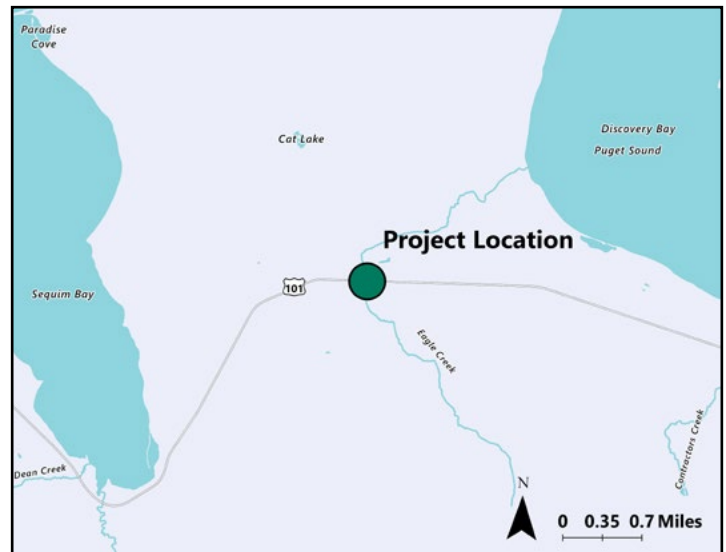 Paradise
Cove
Discovery Bay
Puget Sound
Cat Lake
Project Location
101
Sequim Bay
Eagle Creek
Contractors Creek
Dean Creek
N
0 0.35 0.7 Miles